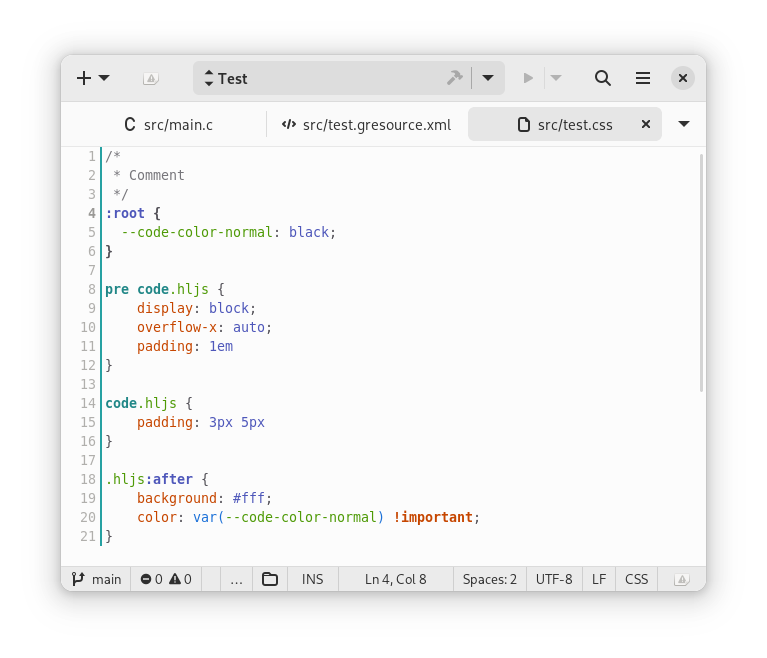 Test
src/main.c
src/test.gresource.xml
src/test.css
1 /*
2  * Comment
3  */
4 :root {
5   --code-color-normal: black;
6 }
7
8 pre code.hljs {
9     display: block;
10     overflow-x: auto;
11     padding: 1em
12 }
13
14 code.hljs {
15     padding: 3px 5px
16 }
17
18 .hljs:after {
19     background: #fff;
20     color: var(--code-color-normal) !important;
21 }
main 0 0 … INS Ln 4, Col 8 Spaces: 2 UTF-8 LF CSS